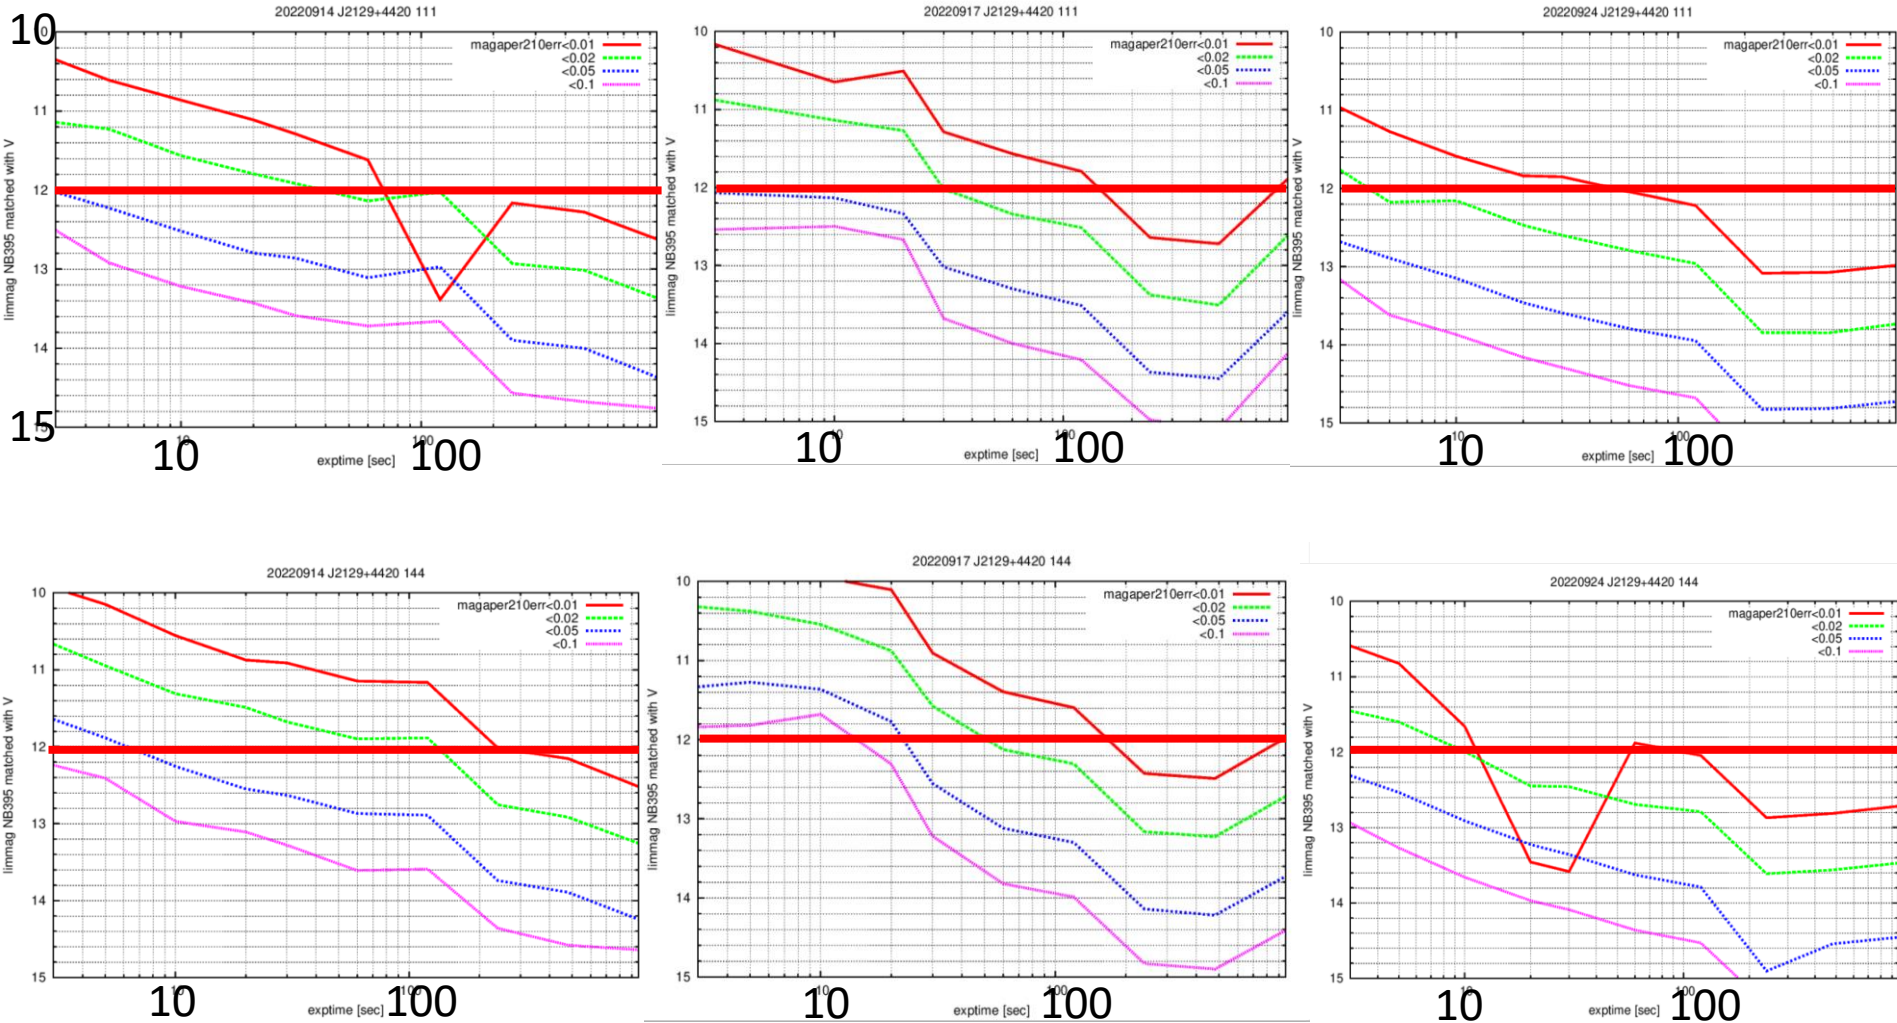 20220914 J2129+4420 111
10
magaper210err<0.01
<0.02
<0.05
<0.1
11
12
13
14
15
limmag NB395 matched with V
10
100
exptime [sec]
20220917 J2129+4420 111
10
magaper210err<0.01
<0.02
<0.05
<0.1
11
12
13
14
15
limmag NB395 matched with V
10
100
exptime [sec]
20220924 J2129+4420 111
10
magaper210err<0.01
<0.02
<0.05
<0.1
11
12
13
14
15
limmag NB395 matched with V
10
100
exptime [sec]
20220914 J2129+4420 144
10
magaper210err<0.01
<0.02
<0.05
<0.1
11
12
13
14
15
limmag NB395 matched with V
10
100
exptime [sec]
20220917 J2129+4420 144
10
magaper210err<0.01
<0.02
<0.05
<0.1
11
12
13
14
15
limmag NB395 matched with V
10
100
exptime [sec]
20220924 J2129+4420 144
10
magaper210err<0.01
<0.02
<0.05
<0.1
11
12
13
14
15
limmag NB395 matched with V
10
100
exptime [sec]